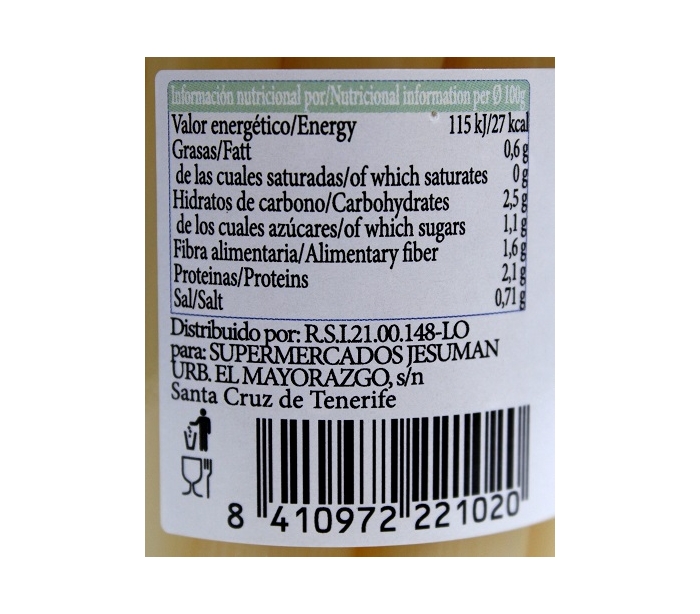 Información nutricional por/Nutricional information per Ø 100g
Valor energético/Energy 115 kJ/27 kcal
Grasas/Fatt 0,6 g
de las cuales saturadas/of which saturates 0 g
Hidratos de carbono/Carbohydrates 2,5 g
de los cuales azúcares/of which sugars 1,1 g
Fibra alimentaria/Alimentary fiber 1,6 g
Proteinas/Proteins 2,1 g
Sal/Salt 0,71 g
Distribuido por: R.S.I.21.00.148-LO
para: SUPERMERCADOS JESUMAN
URB. EL MAYORAZGO, s/n
Santa Cruz de Tenerife
8 410972 221020